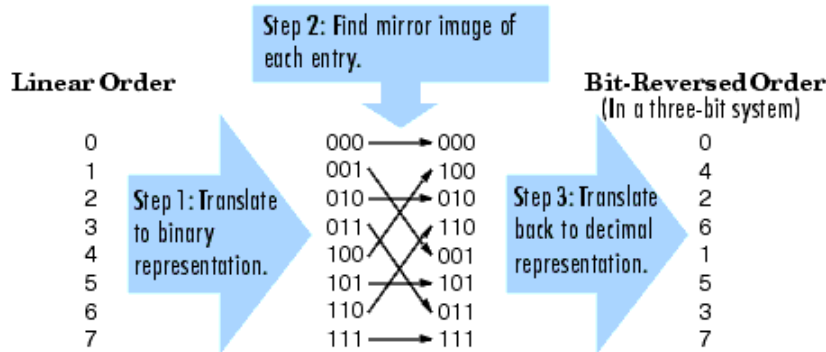 Step 2: Find mirror image of
each entry.
Linear Order
Bit-Reversed Order
(In a three-bit system)
0 000 000 0
1 001 100 4
2 010 010 2
3 011 110 6
4 100 001 1
5 101 101 5
6 110 011 3
7 111 111 7
Step 1: Translate
to binary
representation.
Step 3: Translate
back to decimal
representation.